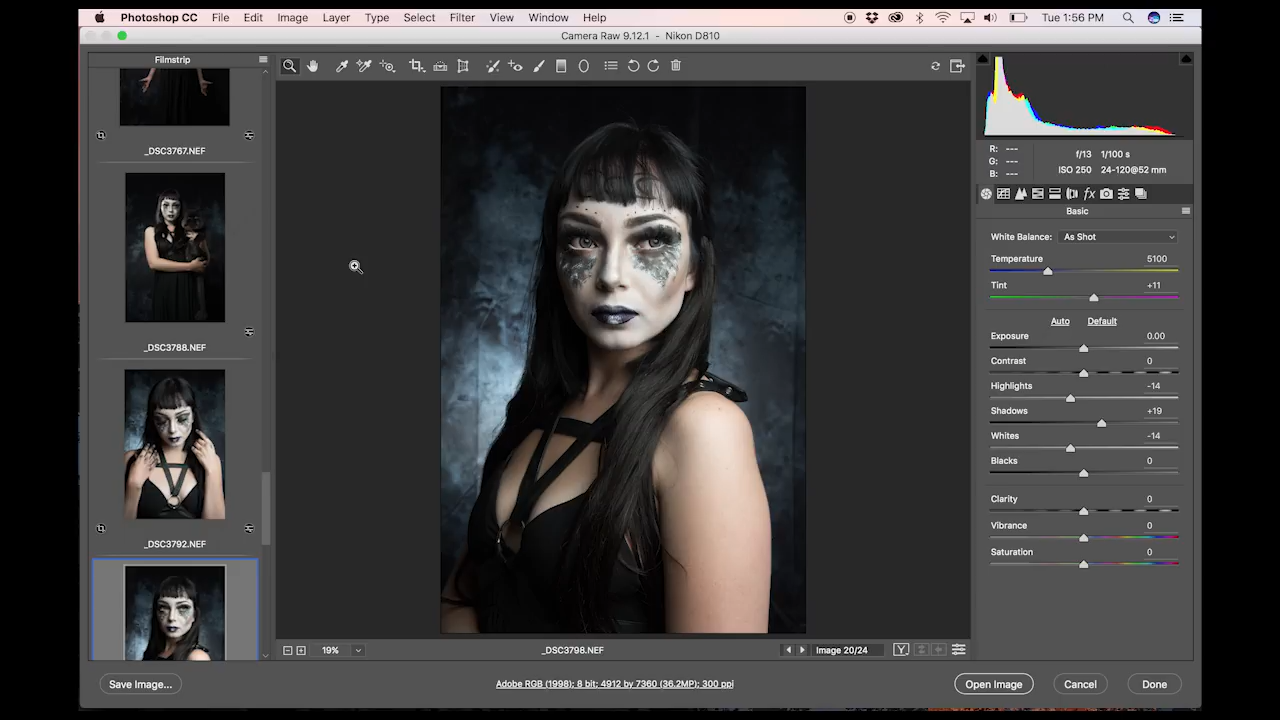 Photoshop CC File Edit Image Layer Type Select Filter View Window Help Tue 1:56 PM
Camera Raw 9.12.1 - Nikon D810
Filmstrip
_DSC3767.NEF
_DSC3788.NEF
_DSC3792.NEF
19%
_DSC3798.NEF
Image 20/24
Y
R: ---
G: ---
B: ---
f/13 1/100 s
ISO 250 24-120@52 mm
fx
Basic
White Balance: As Shot
Temperature 5100
Tint +11
Auto Default
Exposure 0.00
Contrast 0
Highlights -14
Shadows +19
Whites -14
Blacks 0
Clarity 0
Vibrance 0
Saturation 0
Save Image... Adobe RGB (1998); 8 bit; 4912 by 7360 (36.2MP); 300 ppi Open Image Cancel Done